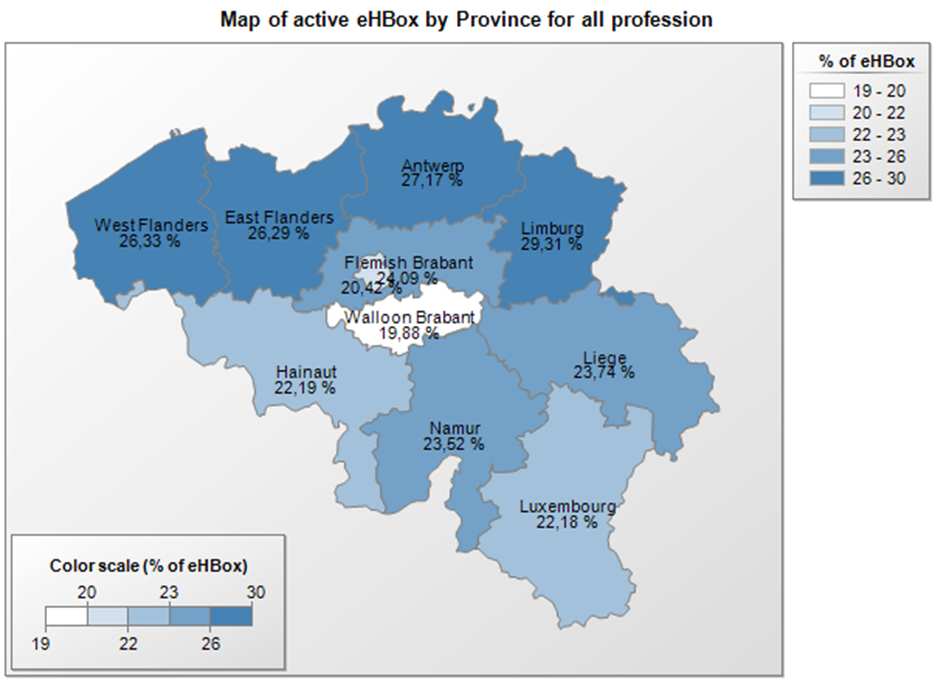 Map of active eHBox by Province for all profession
% of eHBox
19 - 20
20 - 22
22 - 23
23 - 26
26 - 30
Antwerp
27,17 %
West Flanders
26,33 %
East Flanders
26,29 %
Limburg
29,31 %
Flemish Brabant
24,09 %
20,42 %
Walloon Brabant
19,88 %
Liege
23,74 %
Hainaut
22,19 %
Namur
23,52 %
Luxembourg
22,18 %
Color scale (% of eHBox)
20 23 30
19 22 26